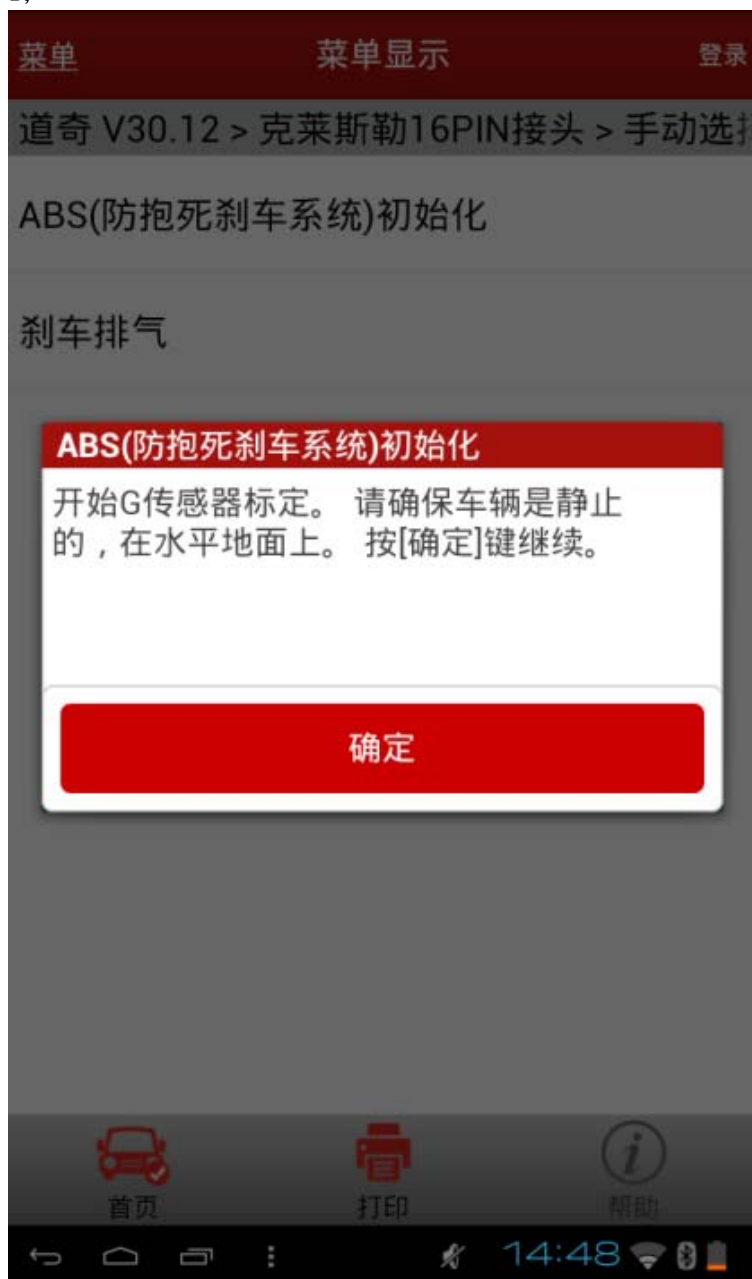 菜单 菜单显示 登录
道奇 V30.12 > 克莱斯勒16PIN接头 > 手动选
ABS(防抱死刹车系统)初始化
刹车排气
ABS(防抱死刹车系统)初始化
开始G传感器标定。 请确保车辆是静止
的，在水平地面上。 按[确定]键继续。
确定
首页 打印 帮助
14:48